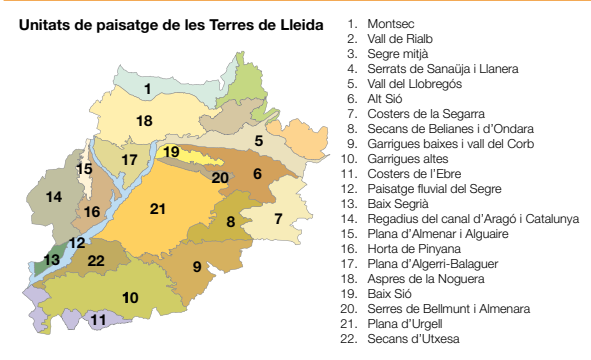 Unitats de paisatge de les Terres de Lleida
1. Montsec
2. Vall de Rialb
3. Segre mitjà
4. Serrats de Sanaüja i Llanera
5. Vall del Llobregós
6. Alt Sió
7. Costers de la Segarra
8. Secans de Belianes i d'Ondara
9. Garrigues baixes i vall del Corb
10. Garrigues altes
11. Costers de l'Ebre
12. Paisatge fluvial del Segre
13. Baix Segrià
14. Regadius del canal d'Aragó i Catalunya
15. Plana d'Almenar i Alguaire
16. Horta de Pinyana
17. Plana d'Algerri-Balaguer
18. Aspres de la Noguera
19. Baix Sió
20. Serres de Bellmunt i Almenara
21. Plana d'Urgell
22. Secans d'Utxesa
1
18
5
19
17
15
20
6
14
16
21
8
7
12
13
22
9
10
11